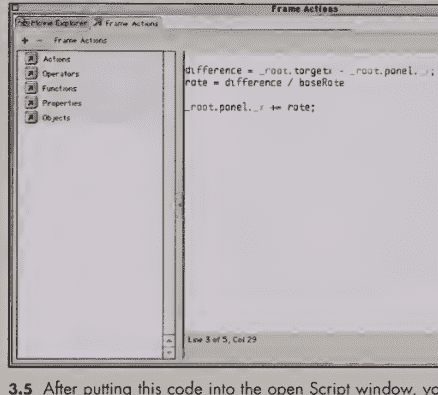 Frame Actions
Movie Explorer Frame Actions
+ - Frame Actions
Actions
Operators
Functions
Properties
Objects
difference = _root.targetx - _root.panel._x;
rate = difference / baseRate
_root.panel._x += rate;
Line 3 of 5, Col 29
3.5 After putting this code into the open Script window, yo